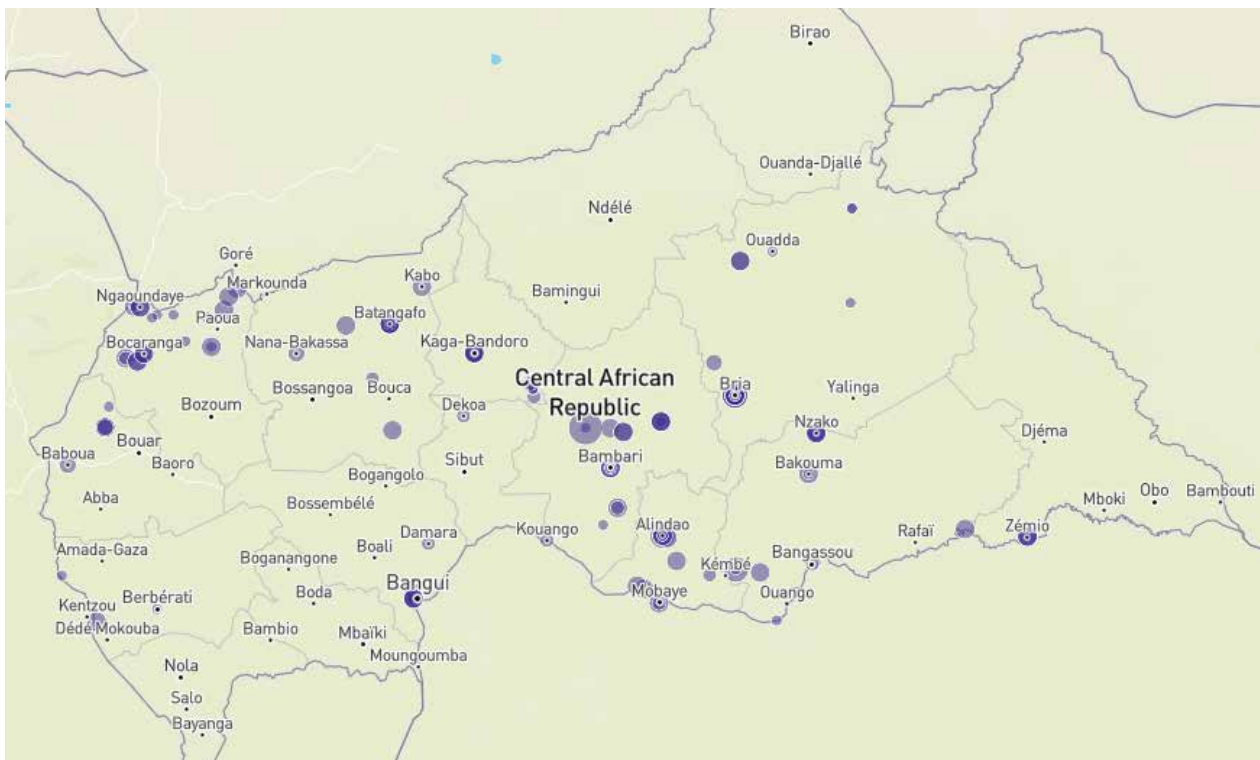 Birao
Ouanda-Djallé
Ndélé
Ouadda
Goré
Markounda
Kabo
Ngaoundaye
Bamingui
Paoua
Batangafo
Bocaranga
Nana-Bakassa
Kaga-Bandoro
Central African
Republic
Bria
Yalinga
Bossangoa
Bouca
Dekoa
Bozoum
Nzako
Djéma
Bouar
Baboua
Baoro
Sibut
Bambari
Bakouma
Bogangolo
Abba
Bossembélé
Mboki
Obo
Bambouti
Damara
Kouango
Alindao
Rafaï
Zémio
Amada-Gaza
Boganangone
Boali
Bangassou
Kémbé
Bangui
Kentzou
Berbérati
Boda
Mobaye
Ouango
Dédé Mokouba
Bambio
Mbaïki
Moungoumba
Nola
Salo
Bayanga